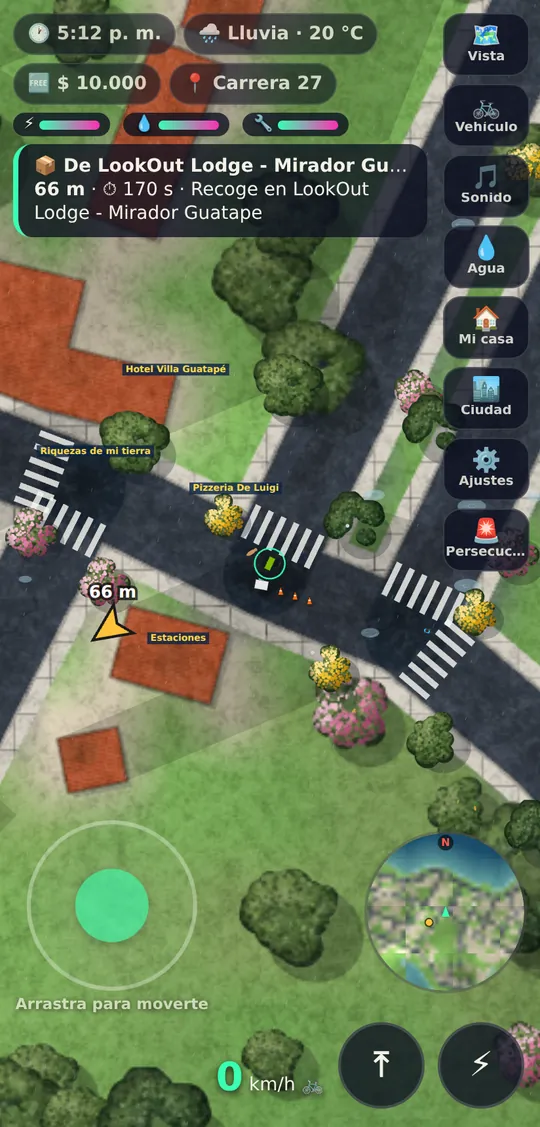 5:12 p. m.
Lluvia · 20 °C
Vista
FREE
$ 10.000
Carrera 27
Vehículo
De LookOut Lodge - Mirador Gu...
66 m · 170 s · Recoge en LookOut
Lodge - Mirador Guatape
Sonido
Agua
Mi casa
Hotel Villa Guatapé
Ciudad
Riquezas de mi tierra
Ajustes
Pizzeria De Luigi
Persecuc...
66 m
Estaciones
N
Arrastra para moverte
0 km/h